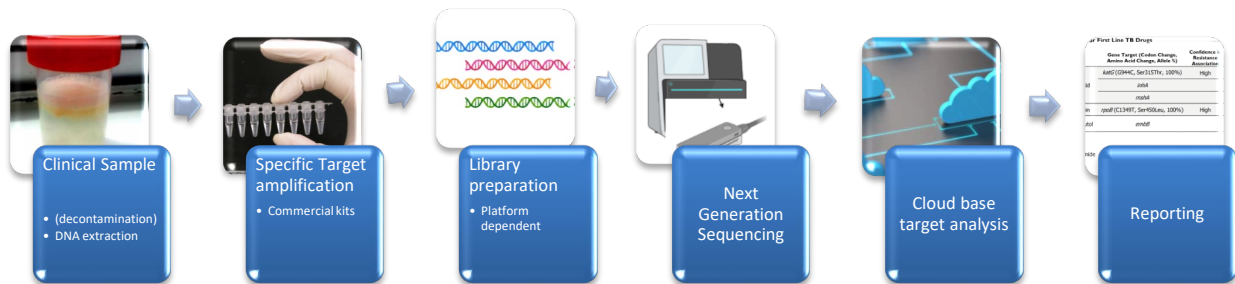 Clinical Sample
• (decontamination)
• DNA extraction
Specific Target
amplification
• Commercial kits
Library
preparation
• Platform
dependent
Next
Generation
Sequencing
Cloud base
target analysis
ar First Line TB Drugs
Gene Target (Codon Change,
Amino Acid Change, Allele %)
Confidence i
Resistance
Association
katG (G944C, Ser315Thr, 100%) High
inhA
mshA
rpoB (C1349T, Ser450Leu, 100%) High
embB
Reporting